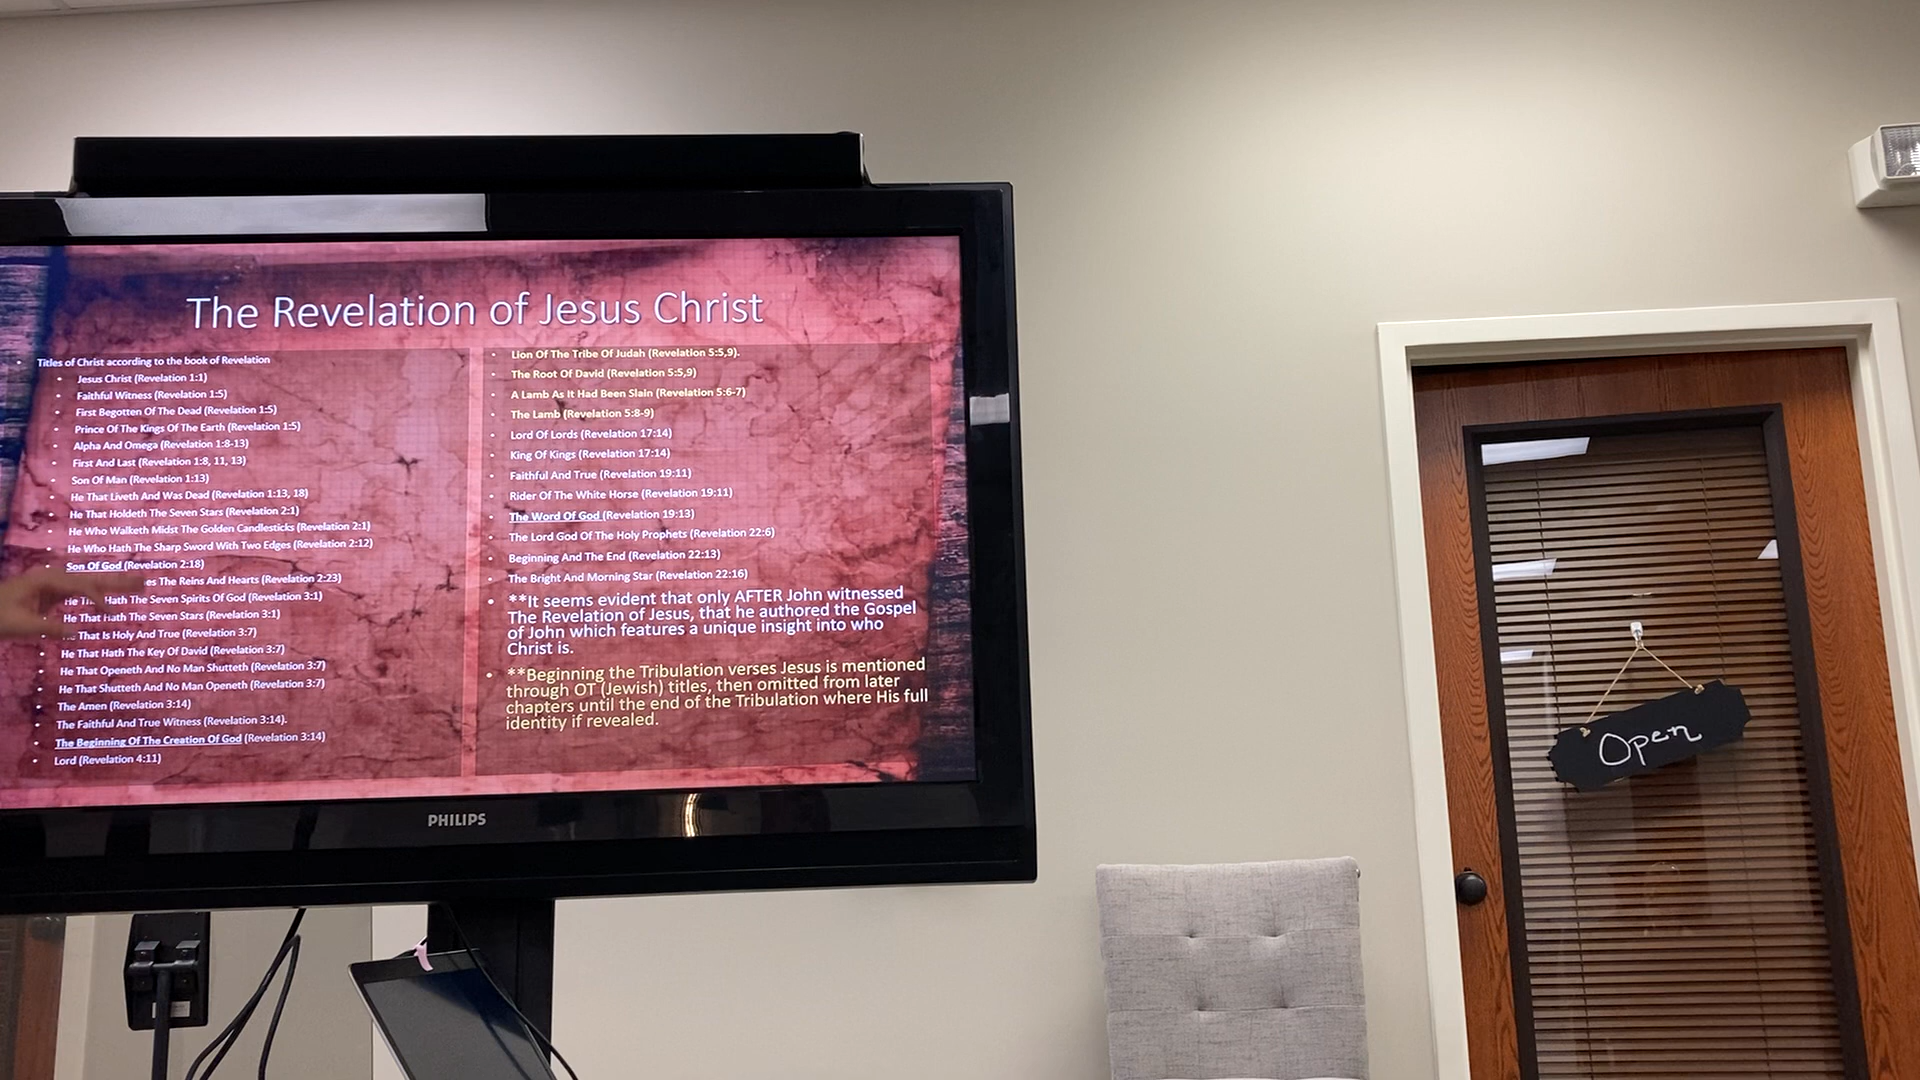 The Revelation of Jesus Christ
Titles of Christ according to the book of Revelation
Jesus Christ (Revelation 1:1)
Faithful Witness (Revelation 1:5)
First Begotten Of The Dead (Revelation 1:5)
Prince Of The Kings Of The Earth (Revelation 1:5)
Alpha And Omega (Revelation 1:8-13)
First And Last (Revelation 1:8, 11, 13)
Son Of Man (Revelation 1:13)
He That Liveth And Was Dead (Revelation 1:13, 18)
He That Holdeth The Seven Stars (Revelation 2:1)
He Who Walketh Midst The Golden Candlesticks (Revelation 2:1)
He Who Hath The Sharp Sword With Two Edges (Revelation 2:12)
Son Of God (Revelation 2:18)
The Reins And Hearts (Revelation 2:23)
He Hath The Seven Spirits Of God (Revelation 3:1)
He That Hath The Seven Stars (Revelation 3:1)
That Is Holy And True (Revelation 3:7)
He That Hath The Key Of David (Revelation 3:7)
He That Openeth And No Man Shutteth (Revelation 3:7)
He That Shutteth And No Man Openeth (Revelation 3:7)
The Amen (Revelation 3:14)
The Faithful And True Witness (Revelation 3:14).
The Beginning Of The Creation Of God (Revelation 3:14)
Lord (Revelation 4:11)
Lion Of The Tribe Of Judah (Revelation 5:5,9).
The Root Of David (Revelation 5:5,9)
A Lamb As It Had Been Slain (Revelation 5:6-7)
The Lamb (Revelation 5:8-9)
Lord Of Lords (Revelation 17:14)
King Of Kings (Revelation 17:14)
Faithful And True (Revelation 19:11)
Rider Of The White Horse (Revelation 19:11)
The Word Of God (Revelation 19:13)
The Lord God Of The Holy Prophets (Revelation 22:6)
Beginning And The End (Revelation 22:13)
The Bright And Morning Star (Revelation 22:16)
**It seems evident that only AFTER John witnessed
The Revelation of Jesus, that he authored the Gospel
of John which features a unique insight into who
Christ is.
**Beginning the Tribulation verses Jesus is mentioned
through OT (Jewish) titles, then omitted from later
chapters until the end of the Tribulation where His full
identity if revealed.
PHILIPS
Open